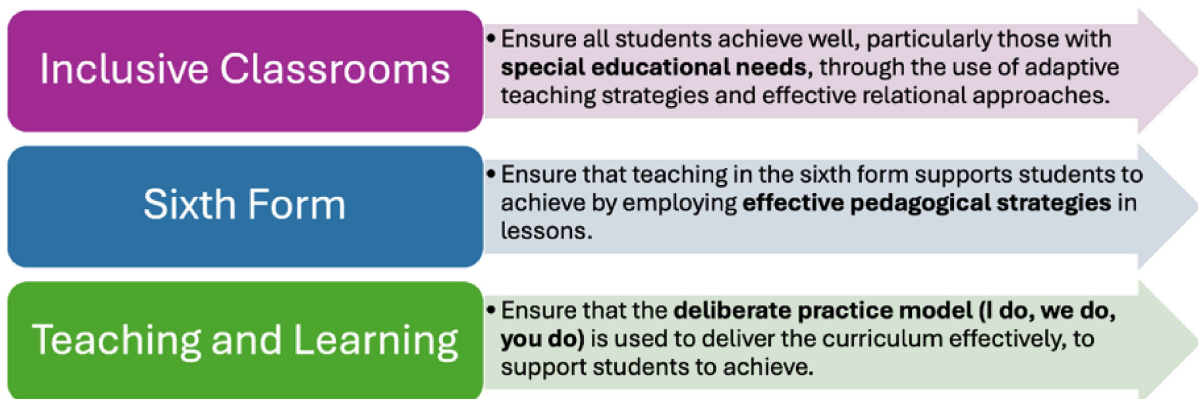 Inclusive Classrooms
• Ensure all students achieve well, particularly those with
special educational needs, through the use of adaptive
teaching strategies and effective relational approaches.
Sixth Form
• Ensure that teaching in the sixth form supports students to
achieve by employing effective pedagogical strategies in
lessons.
Teaching and Learning
• Ensure that the deliberate practice model (I do, we do,
you do) is used to deliver the curriculum effectively, to
support students to achieve.